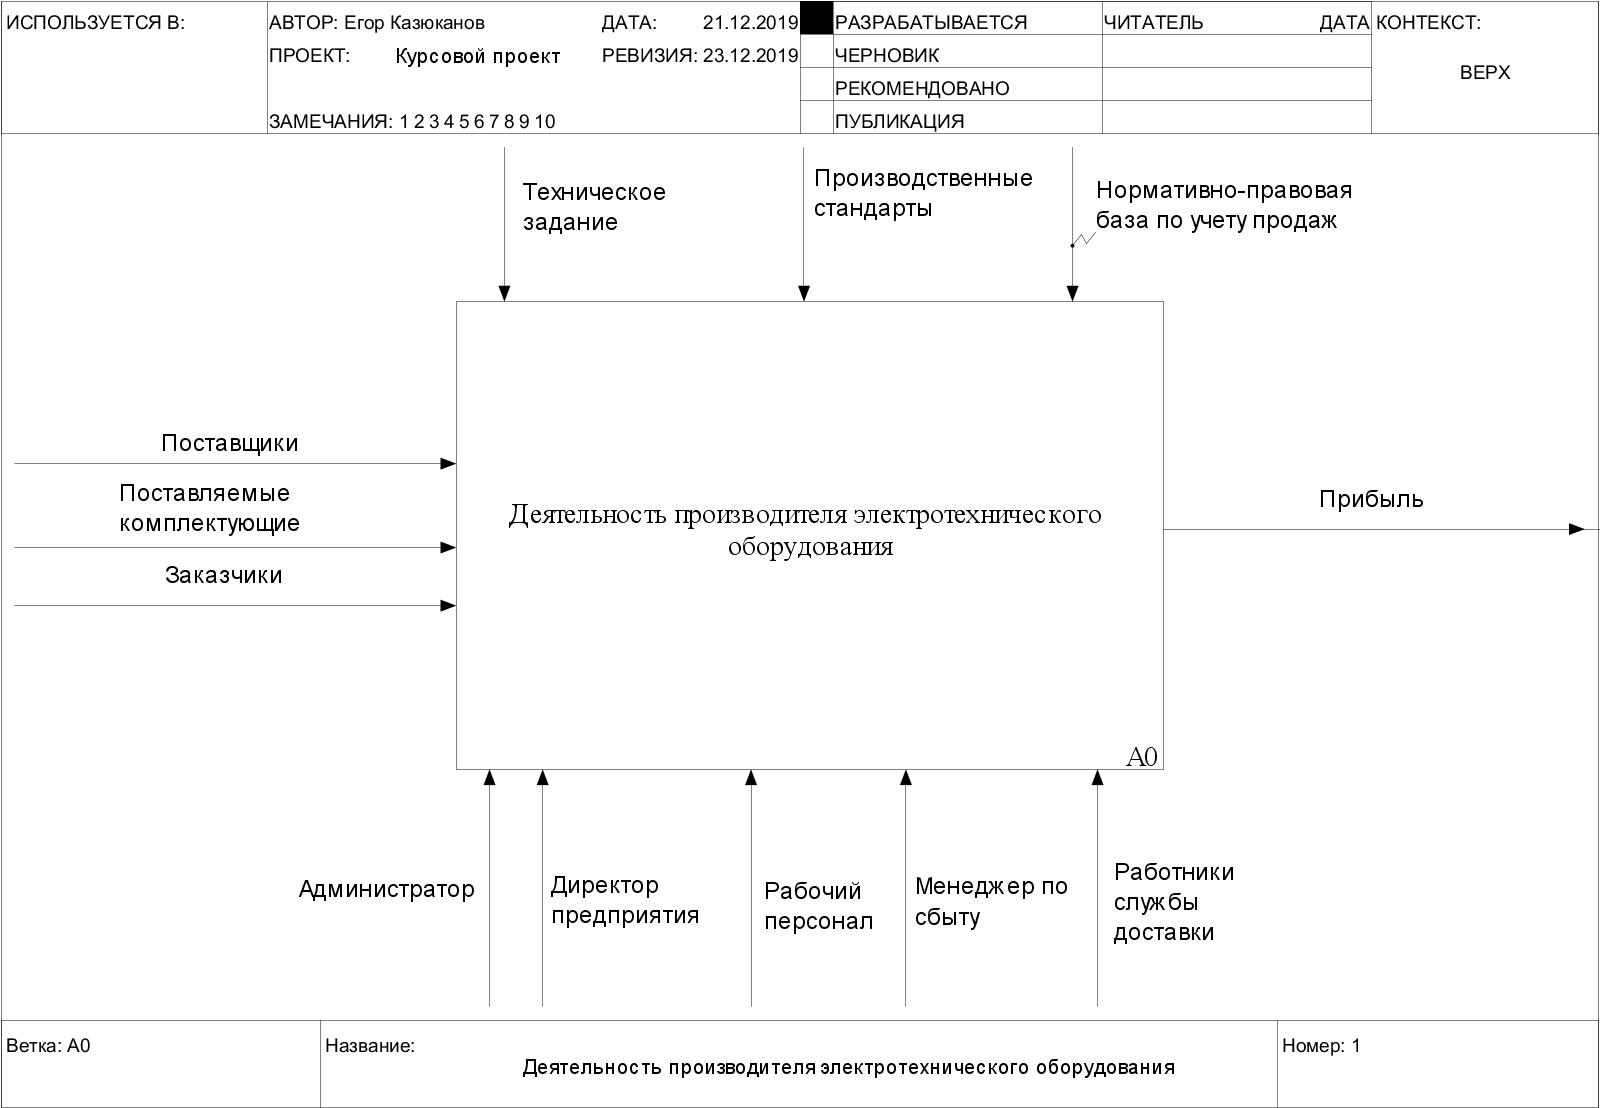 ИСПОЛЬЗУЕТСЯ В:
АВТОР: Егор Казюканов
ДАТА: 21.12.2019
ПРОЕКТ: Курсовой проект
РЕВИЗИЯ: 23.12.2019
ЗАМЕЧАНИЯ: 1 2 3 4 5 6 7 8 9 10
РАЗРАБАТЫВАЕТСЯ
ЧЕРНОВИК
РЕКОМЕНДОВАНО
ПУБЛИКАЦИЯ
ЧИТАТЕЛЬ ДАТА
КОНТЕКСТ:
ВЕРХ
Техническое
задание
Производственные
стандарты
Нормативно-правовая
база по учету продаж
Поставщики
Поставляемые
комплектующие
Заказчики
Деятельность производителя электротехнического
оборудования
A0
Прибыль
Администратор
Директор
предприятия
Рабочий
персонал
Менеджер по
сбыту
Работники
службы
доставки
Ветка: A0
Название:
Деятельность производителя электротехнического оборудования
Номер: 1